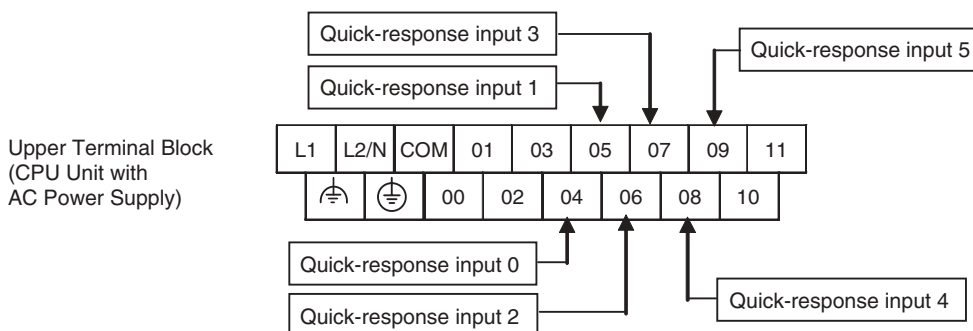 Quick-response input 3
Quick-response input 5
Quick-response input 1
Upper Terminal Block
(CPU Unit with
AC Power Supply)
L1 L2/N COM 01 03 05 07 09 11
00 02 04 06 08 10
Quick-response input 0
Quick-response input 2
Quick-response input 4